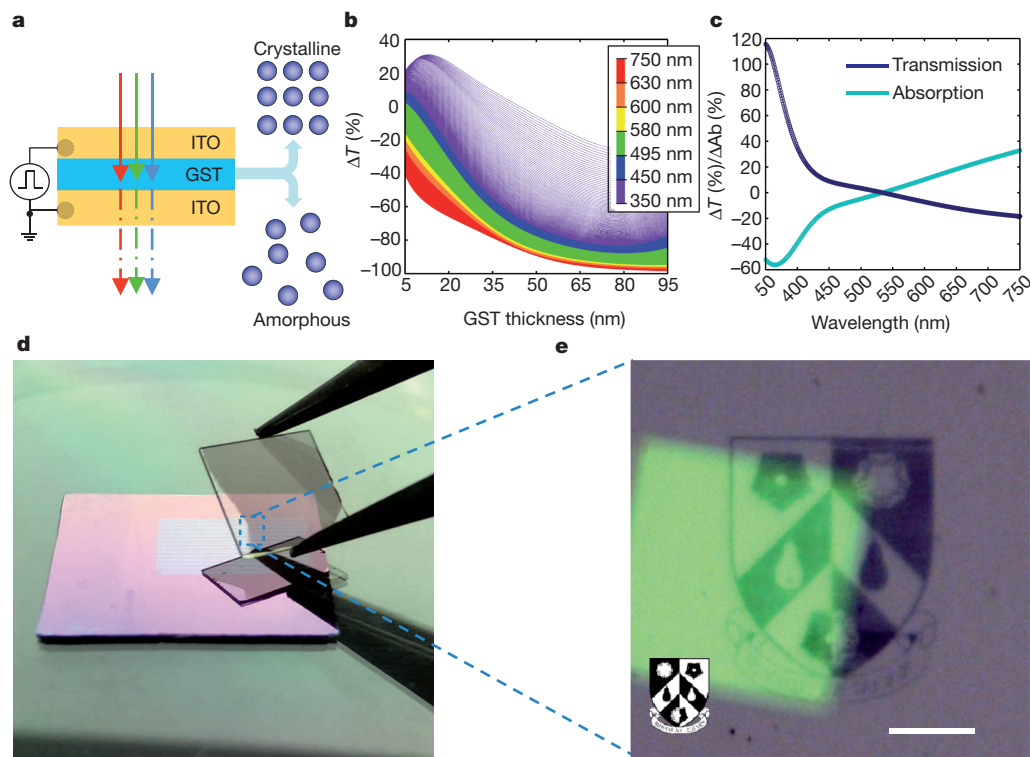 a
Crystalline
ITO
GST
ITO
Amorphous
b
ΔT (%)
40
20
0
−20
−40
−60
−80
−100
5 20 35 50 65 80 95
GST thickness (nm)
750 nm
630 nm
600 nm
580 nm
495 nm
450 nm
350 nm
c
ΔT (%)/ΔAb (%)
120
100
80
60
40
20
0
−20
−40
−60
Transmission
Absorption
50 400 450 500 550 600 650 700 750
Wavelength (nm)
d
e